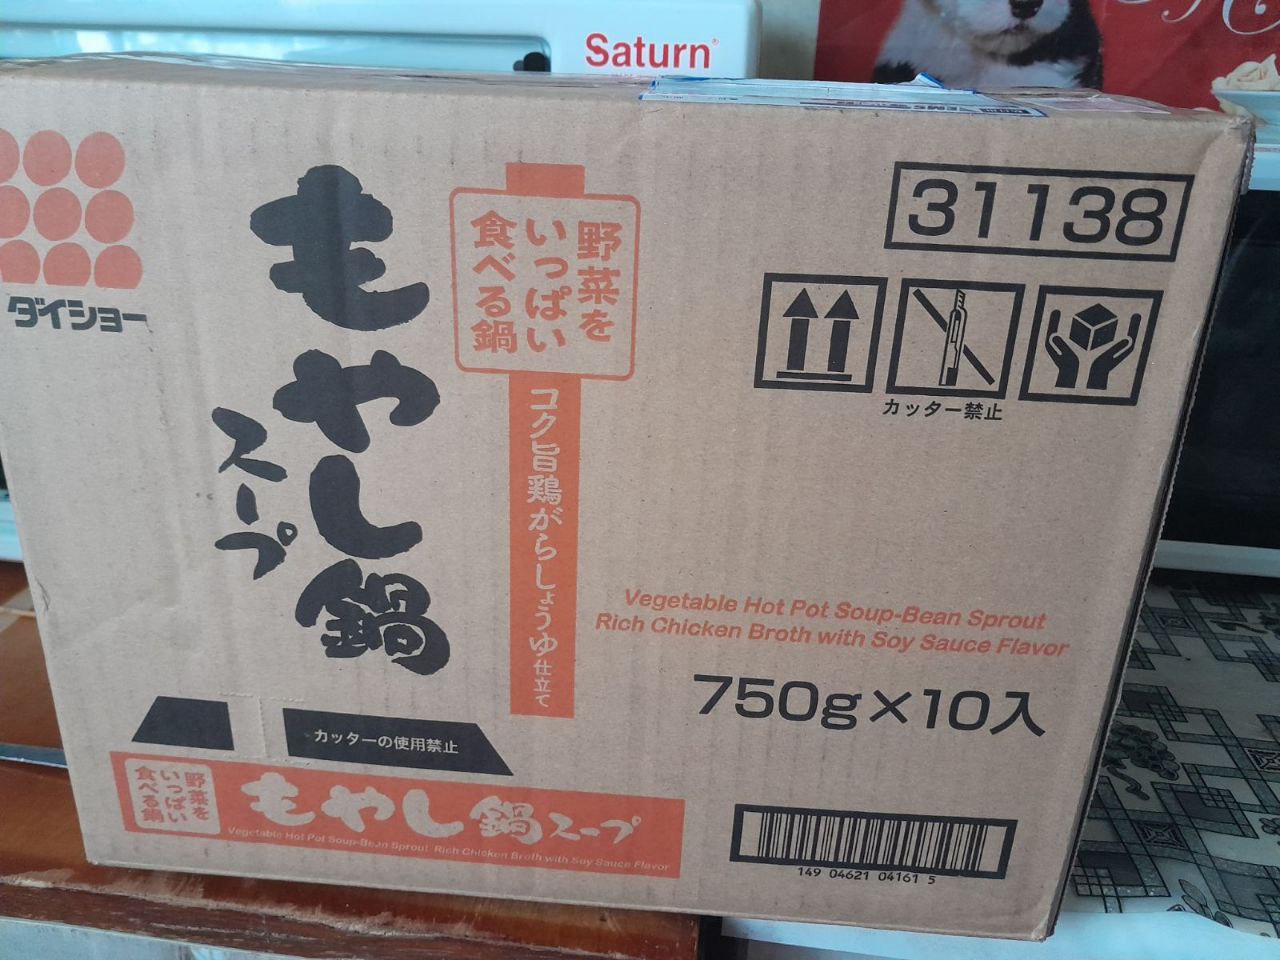 Saturn
ダイショー
もやし鍋
スープ
野菜を
いっぱい
食べる鍋
コク旨鶏がらしょうゆ仕立て
31138
カッター禁止
Vegetable Hot Pot Soup-Bean Sprout
Rich Chicken Broth with Soy Sauce Flavor
750g×10入
カッターの使用禁止
野菜を
いっぱい
食べる鍋
もやし鍋スープ
Vegetable Hot Pot Soup-Bean Sprout Rich Chicken Broth with Soy Sauce Flavor
149 04621 04161 5